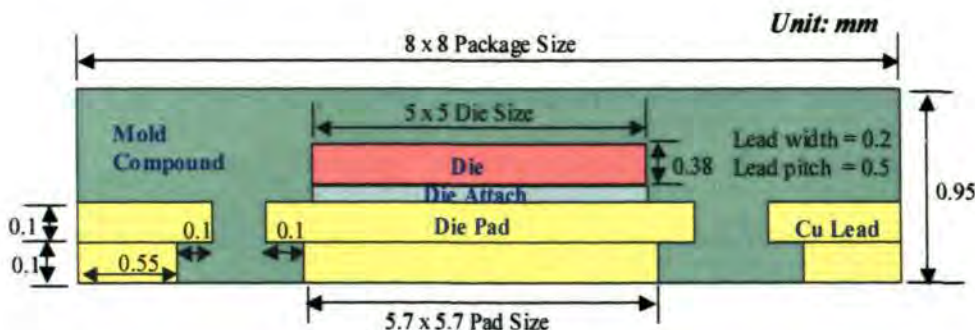 Unit: mm
8 x 8 Package Size
5 x 5 Die Size
Mold
Compound
Lead width = 0.2
Lead pitch = 0.5
Die
0.38
Die Attach
0.95
0.1
0.1
Die Pad
0.1
Cu Lead
0.1
0.55
5.7 x 5.7 Pad Size